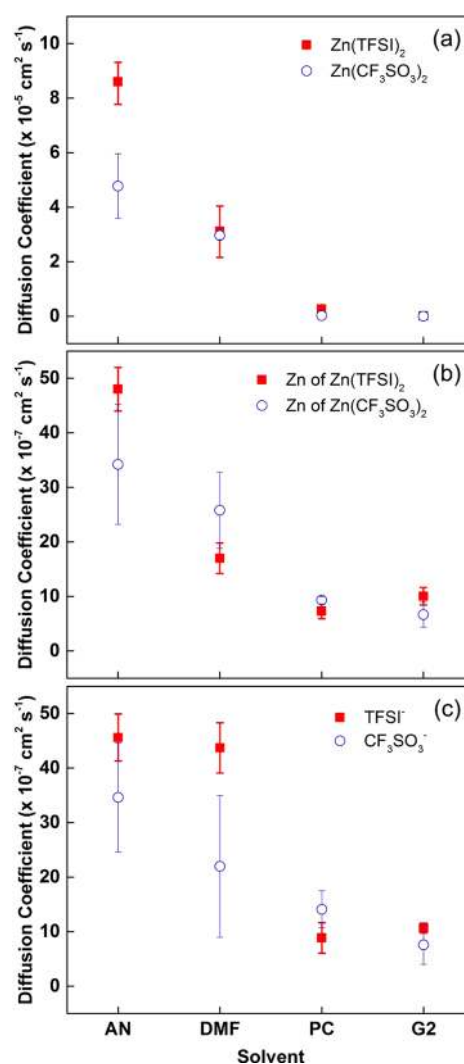 (a)
Zn(TFSI)₂
Zn(CF₃SO₃)₂
Diffusion Coefficient (x 10⁻⁵ cm² s⁻¹)
10
8
6
4
2
0
(b)
Zn of Zn(TFSI)₂
Zn of Zn(CF₃SO₃)₂
Diffusion Coefficient (x 10⁻⁷ cm² s⁻¹)
50
40
30
20
10
0
(c)
TFSI⁻
CF₃SO₃⁻
Diffusion Coefficient (x 10⁻⁷ cm² s⁻¹)
50
40
30
20
10
0
AN DMF PC G2
Solvent